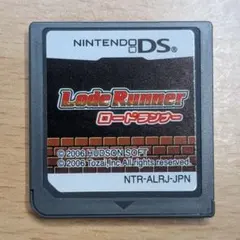 NINTENDO DS
Lode Runner
ロードランナー
© 2006 HUDSON SOFT
© 2006 Tozai, Inc. All Rights Reserved.
NTR-ALRJ-JPN